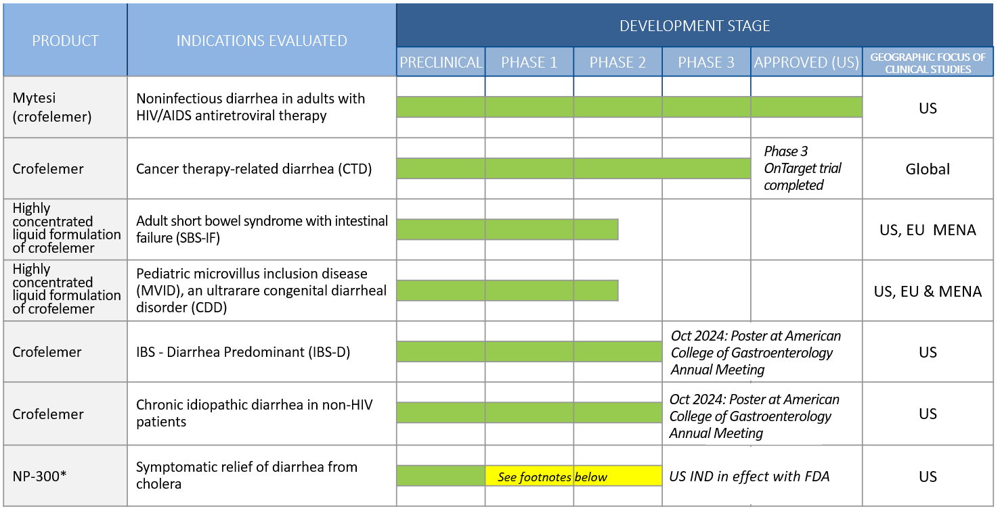 PRODUCT
INDICATIONS EVALUATED
DEVELOPMENT STAGE
PRECLINICAL
PHASE 1
PHASE 2
PHASE 3
APPROVED (US)
GEOGRAPHIC FOCUS OF
CLINICAL STUDIES
Mytesi
(crofelemer)
Noninfectious diarrhea in adults with
HIV/AIDS antiretroviral therapy
US
Crofelemer
Cancer therapy-related diarrhea (CTD)
Phase 3
OnTarget trial
completed
Global
Highly
concentrated
liquid formulation
of crofelemer
Adult short bowel syndrome with intestinal
failure (SBS-IF)
US, EU MENA
Highly
concentrated
liquid formulation
of crofelemer
Pediatric microvillus inclusion disease
(MVID), an ultrarare congenital diarrheal
disorder (CDD)
US, EU & MENA
Crofelemer
IBS - Diarrhea Predominant (IBS-D)
Oct 2024: Poster at American
College of Gastroenterology
Annual Meeting
US
Crofelemer
Chronic idiopathic diarrhea in non-HIV
patients
Oct 2024: Poster at American
College of Gastroenterology
Annual Meeting
US
NP-300*
Symptomatic relief of diarrhea from
cholera
See footnotes below
US IND in effect with FDA
US